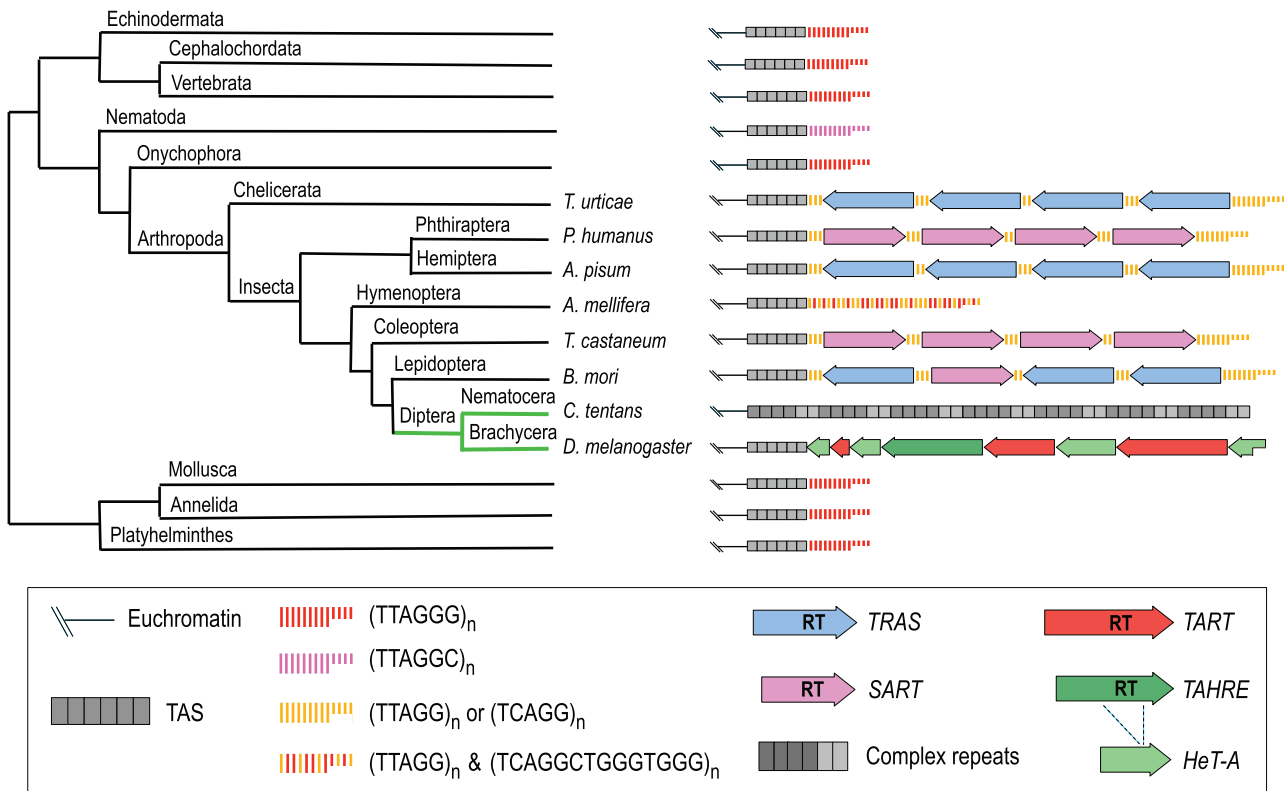 Echinodermata
Cephalochordata
Vertebrata
Nematoda
Onychophora
Chelicerata
T. urticae
Phthiraptera
P. humanus
Arthropoda
Hemiptera
A. pisum
Insecta
Hymenoptera
A. mellifera
Coleoptera
T. castaneum
Lepidoptera
B. mori
Nematocera
C. tentans
Diptera
Brachycera
D. melanogaster
Mollusca
Annelida
Platyhelminthes
Euchromatin
TAS
(TTAGGG)n
(TTAGGC)n
(TTAGG)n or (TCAGG)n
(TTAGG)n & (TCAGGCTGGGTGGG)n
RT TRAS
RT SART
Complex repeats
RT TART
RT TAHRE
HeT-A